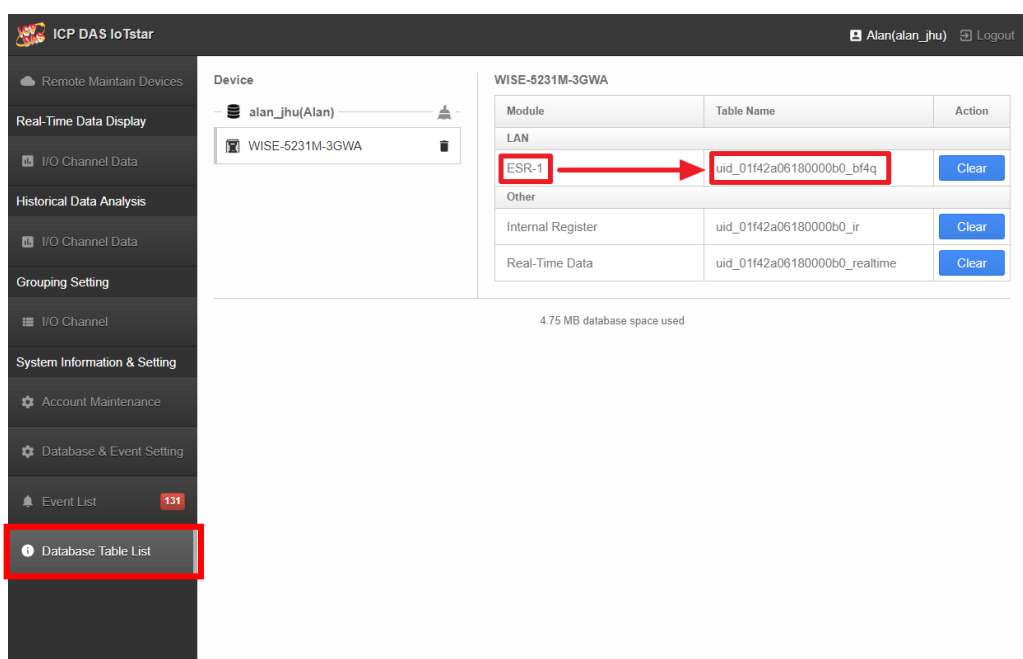 ICP DAS IoTstar
Alan(alan_jhu) Logout
Remote Maintain Devices
Real-Time Data Display
I/O Channel Data
Historical Data Analysis
I/O Channel Data
Grouping Setting
I/O Channel
System Information & Setting
Account Maintenance
Database & Event Setting
Event List 131
Database Table List
Device
alan_jhu(Alan)
WISE-5231M-3GWA
WISE-5231M-3GWA
Module Table Name Action
LAN
ESR-1 uid_01f42a06180000b0_bf4q Clear
Other
Internal Register uid_01f42a06180000b0_ir Clear
Real-Time Data uid_01f42a06180000b0_realtime Clear
4.75 MB database space used